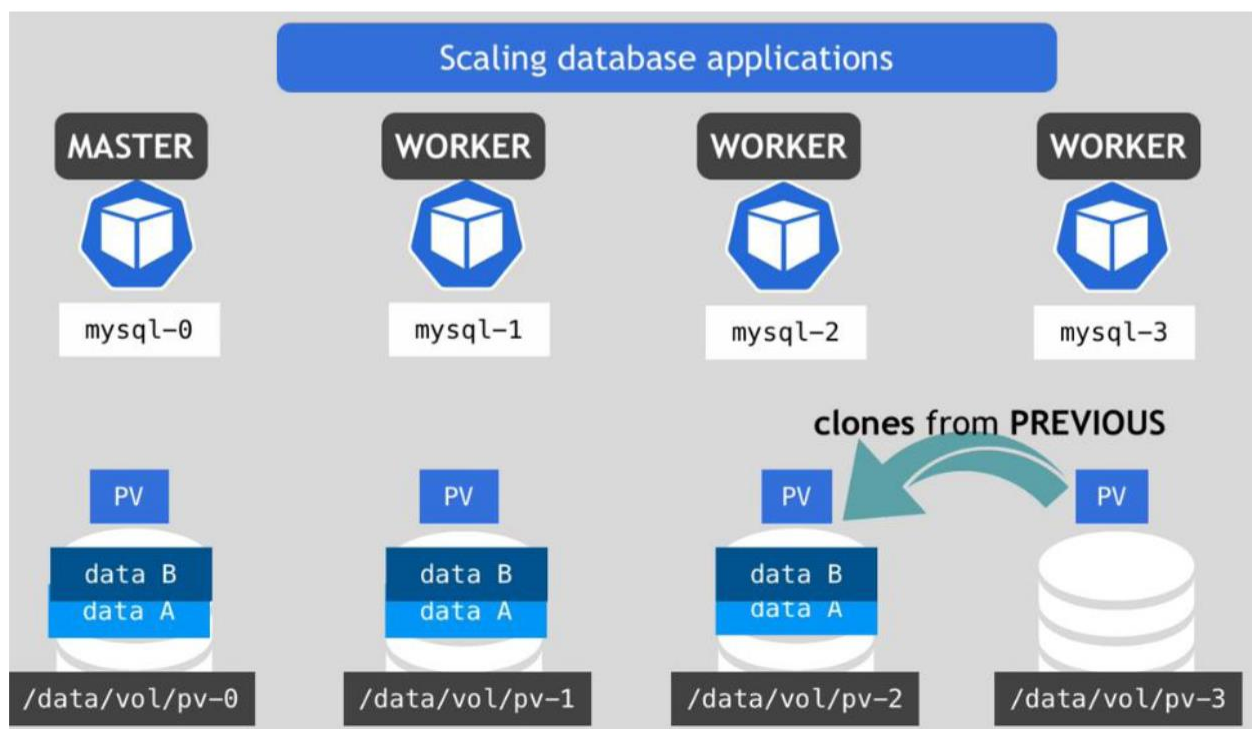 Scaling database applications
MASTER
WORKER
WORKER
WORKER
mysql-0
mysql-1
mysql-2
mysql-3
clones from PREVIOUS
PV
PV
PV
PV
data B
data B
data B
data A
data A
data A
/data/vol/pv-0
/data/vol/pv-1
/data/vol/pv-2
/data/vol/pv-3